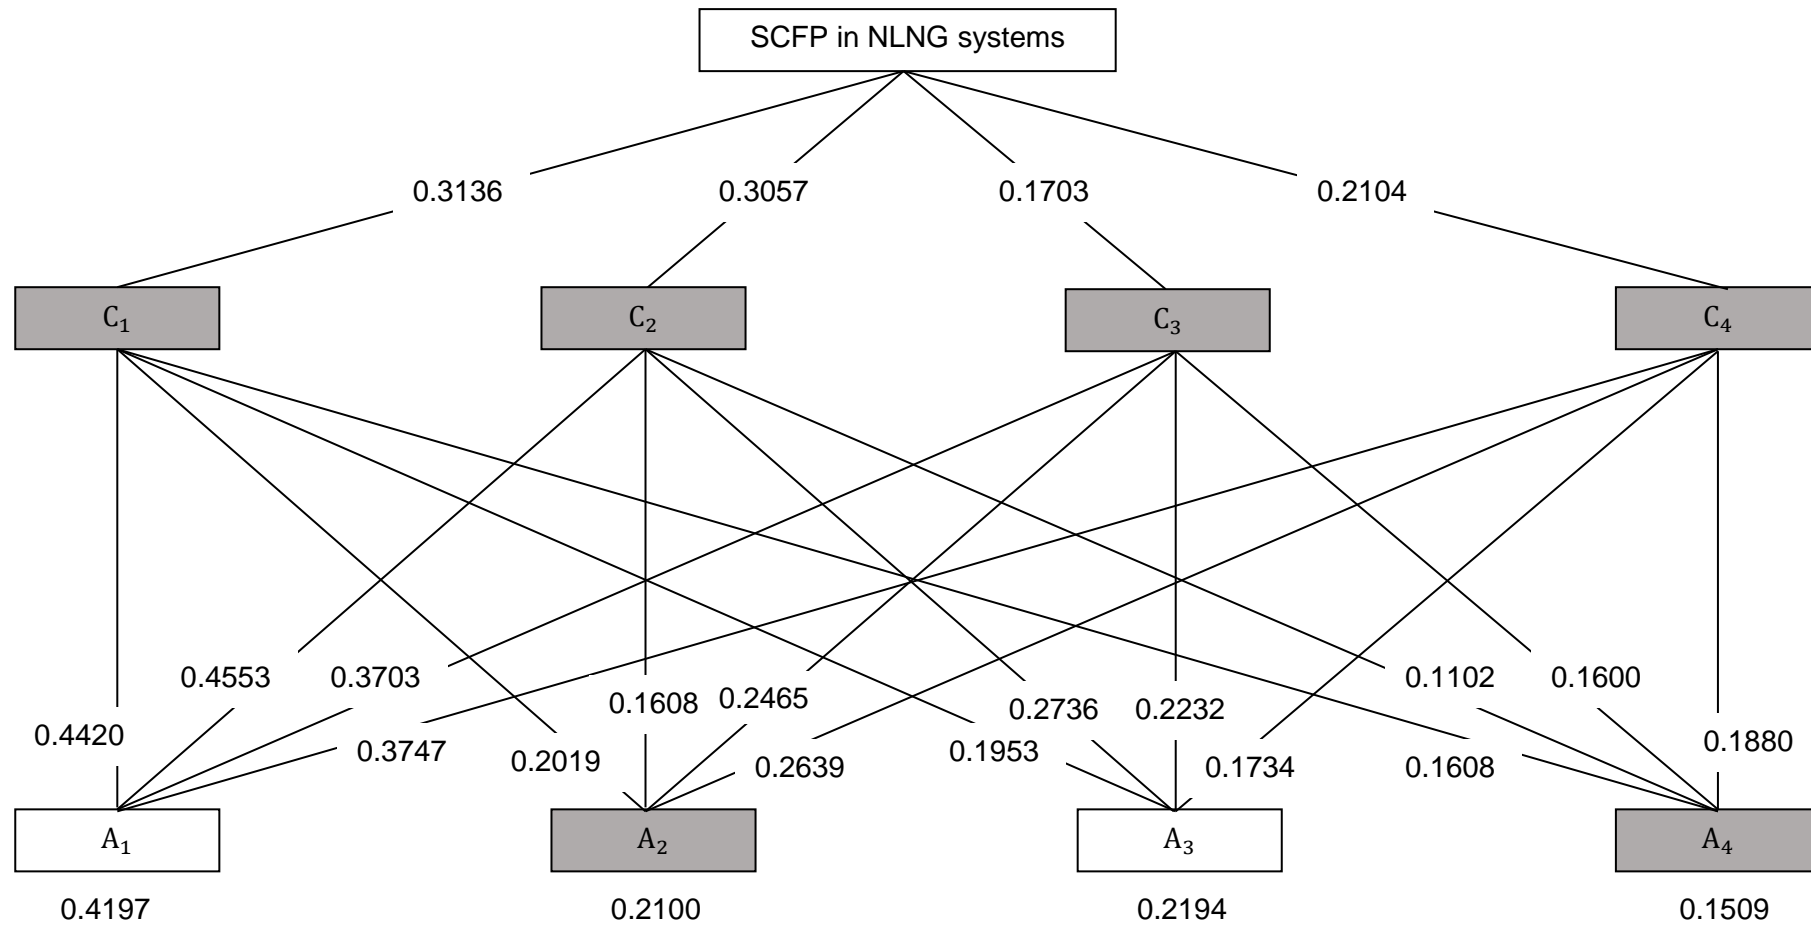 SCFP in NLNG systems
0.3136 0.3057 0.1703 0.2104
C₁ C₂ C₃ C₄
0.4553 0.3703 0.1102 0.1600
0.1608 0.2465 0.2736 0.2232
0.4420 0.3747 0.2019 0.2639 0.1953 0.1734 0.1608 0.1880
A₁ A₂ A₃ A₄
0.4197 0.2100 0.2194 0.1509